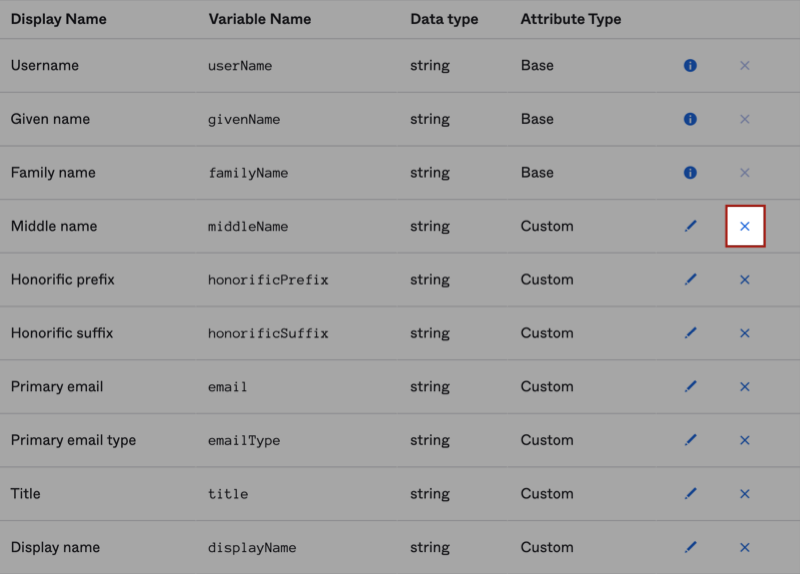 Display Name Variable Name Data type Attribute Type
Username userName string Base
Given name givenName string Base
Family name familyName string Base
Middle name middleName string Custom
Honorific prefix honorificPrefix string Custom
Honorific suffix honorificSuffix string Custom
Primary email email string Custom
Primary email type emailType string Custom
Title title string Custom
Display name displayName string Custom